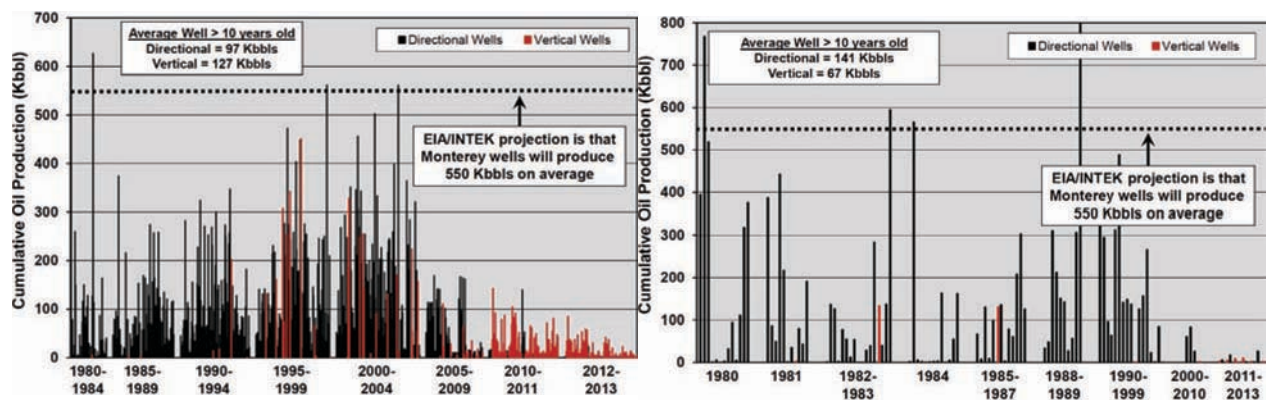 Cumulative Oil Production (Kbbl)
700
600
500
400
300
200
100
0
Average Well > 10 years old
Directional = 97 Kbbls
Vertical = 127 Kbbls
Directional Wells
Vertical Wells
EIA/INTEK projection is that
Monterey wells will produce
550 Kbbls on average
1980-
1984
1985-
1989
1990-
1994
1995-
1999
2000-
2004
2005-
2009
2010-
2011
2012-
2013
Cumulative Oil Production (Kbbl)
800
700
600
500
400
300
200
100
0
Average Well > 10 years old
Directional = 141 Kbbls
Vertical = 67 Kbbls
Directional Wells
Vertical Wells
EIA/INTEK projection is that
Monterey wells will produce
550 Kbbls on average
1980
1981
1982-
1983
1984
1985-
1987
1988-
1989
1990-
1999
2000-
2010
2011-
2013